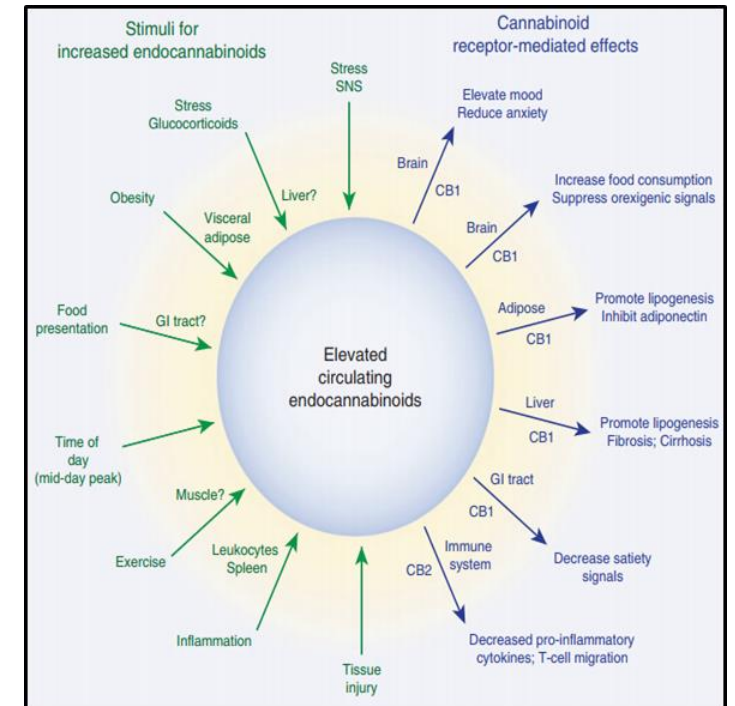 Stimuli for
increased endocannabinoids
Cannabinoid
receptor-mediated effects
Stress
SNS
Stress
Glucocorticoids
Liver?
Obesity
Visceral
adipose
Food
presentation
GI tract?
Time of
day
(mid-day peak)
Muscle?
Exercise
Leukocytes
Spleen
Inflammation
Tissue
injury
Elevated
circulating
endocannabinoids
Elevate mood
Reduce anxiety
Brain
CB1
Increase food consumption
Suppress orexigenic signals
Brain
CB1
Adipose
CB1
Promote lipogenesis
Inhibit adiponectin
Liver
CB1
Promote lipogenesis
Fibrosis; Cirrhosis
GI tract
CB1
Decrease satiety
signals
Immune
system
CB2
Decreased pro-inflammatory
cytokines; T-cell migration